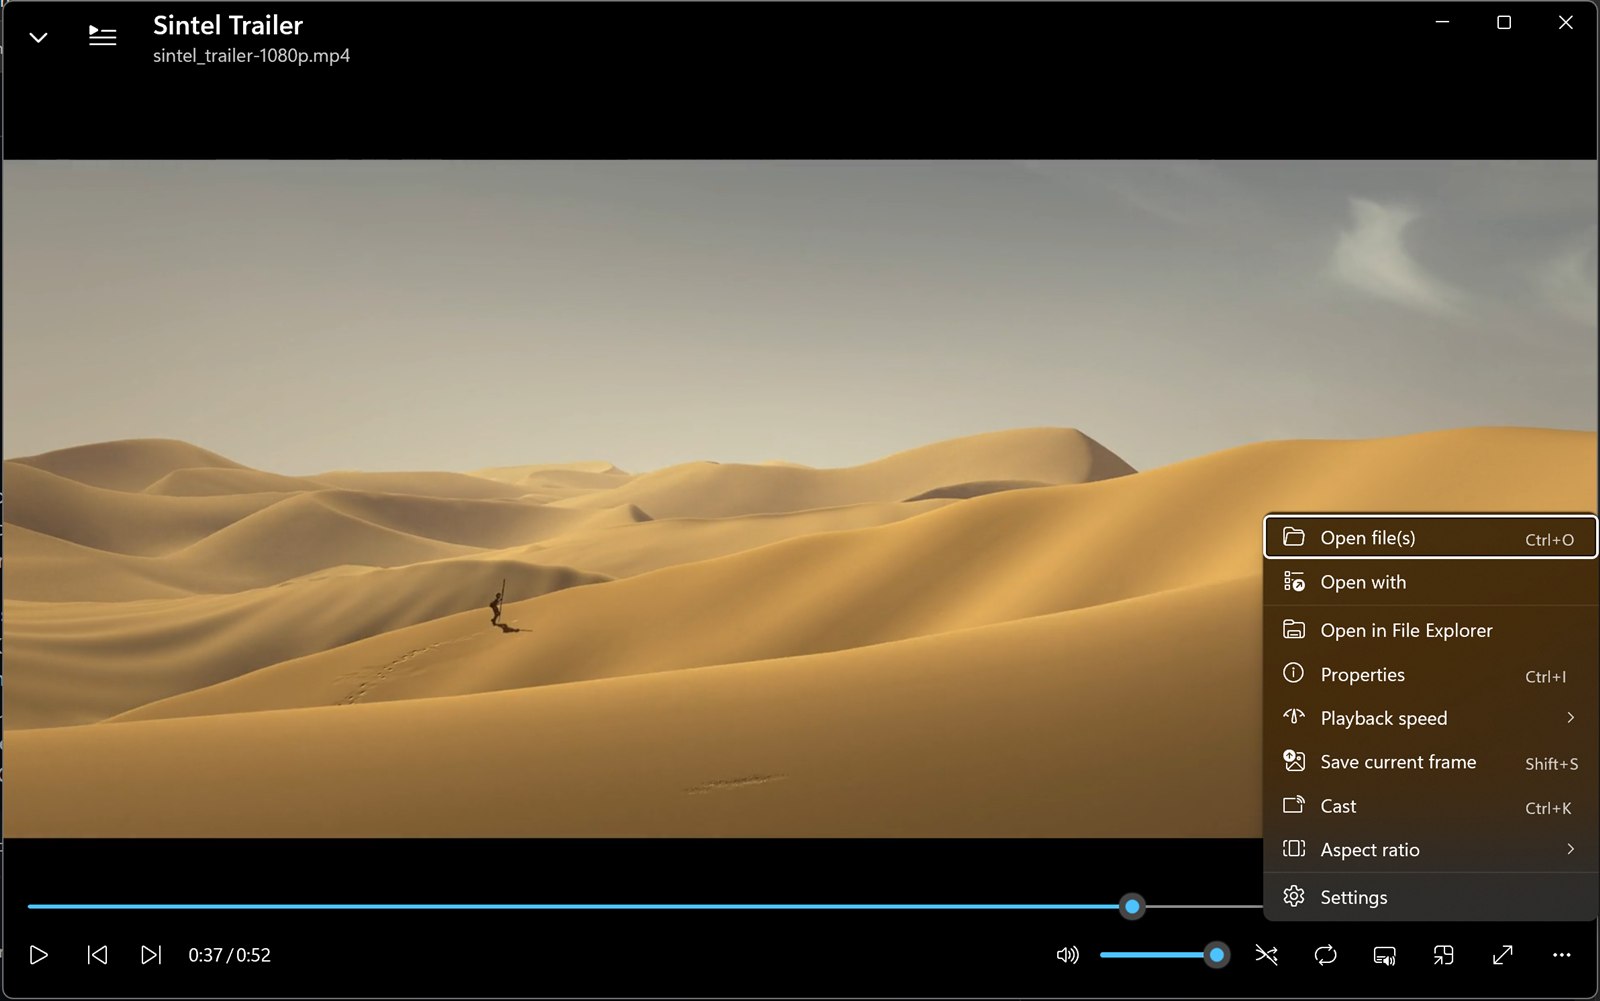 Sintel Trailer
sintel_trailer-1080p.mp4
Open file(s) Ctrl+O
Open with
Open in File Explorer
Properties Ctrl+I
Playback speed
Save current frame Shift+S
Cast Ctrl+K
Aspect ratio
Settings
0:37/0:52